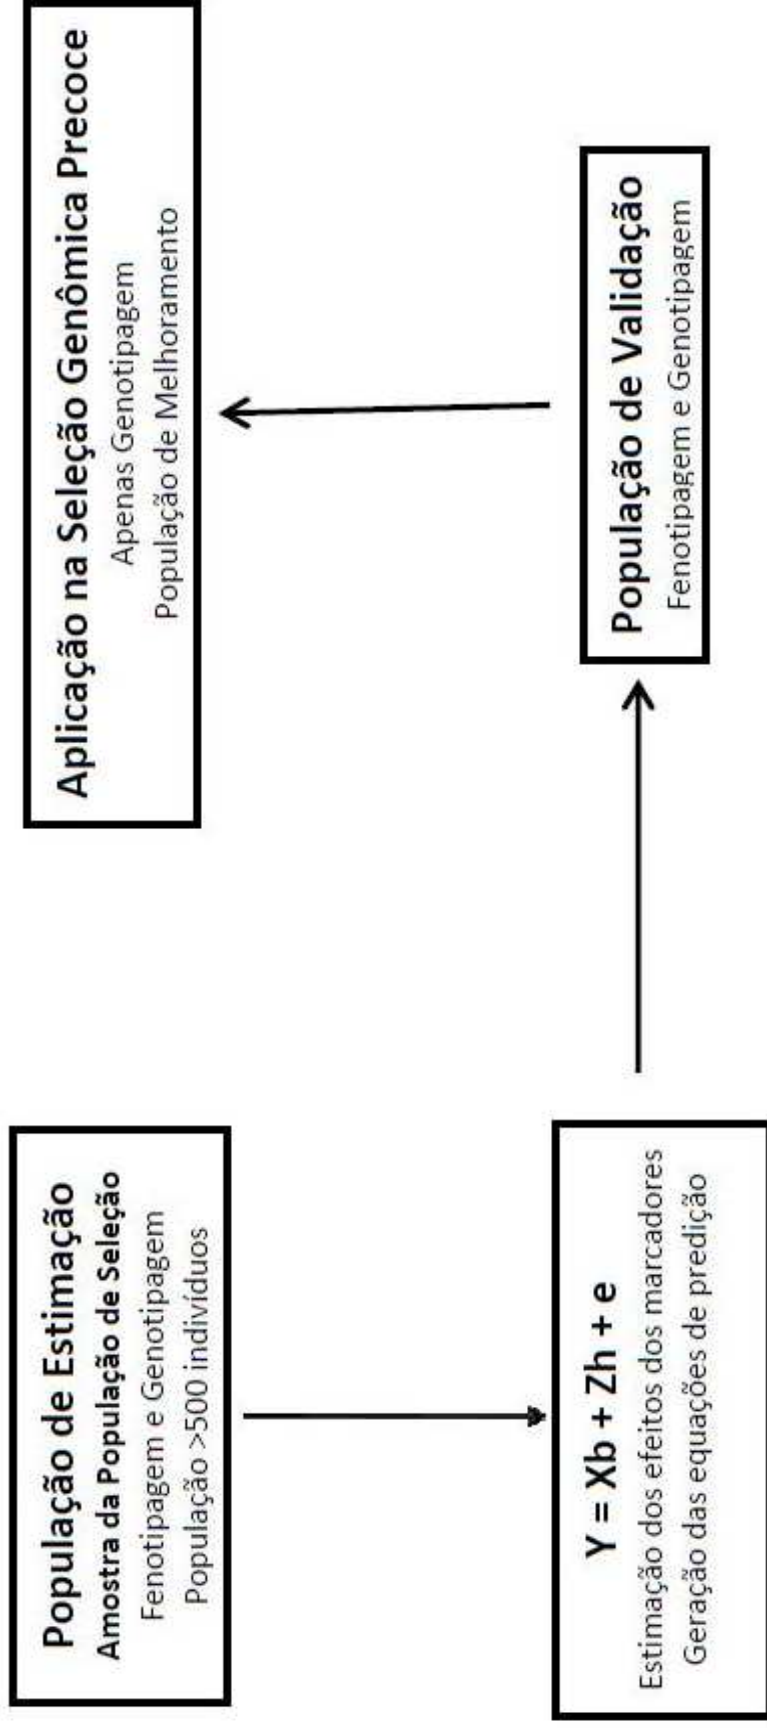 População de Estimação
Amostra da População de Seleção
Fenotipagem e Genotipagem
População >500 indivíduos
Y = Xb + Zh + e
Estimação dos efeitos dos marcadores
Geração das equações de predição
População de Validação
Fenotipagem e Genotipagem
Aplicação na Seleção Genômica Precoce
Apenas Genotipagem
População de Melhoramento